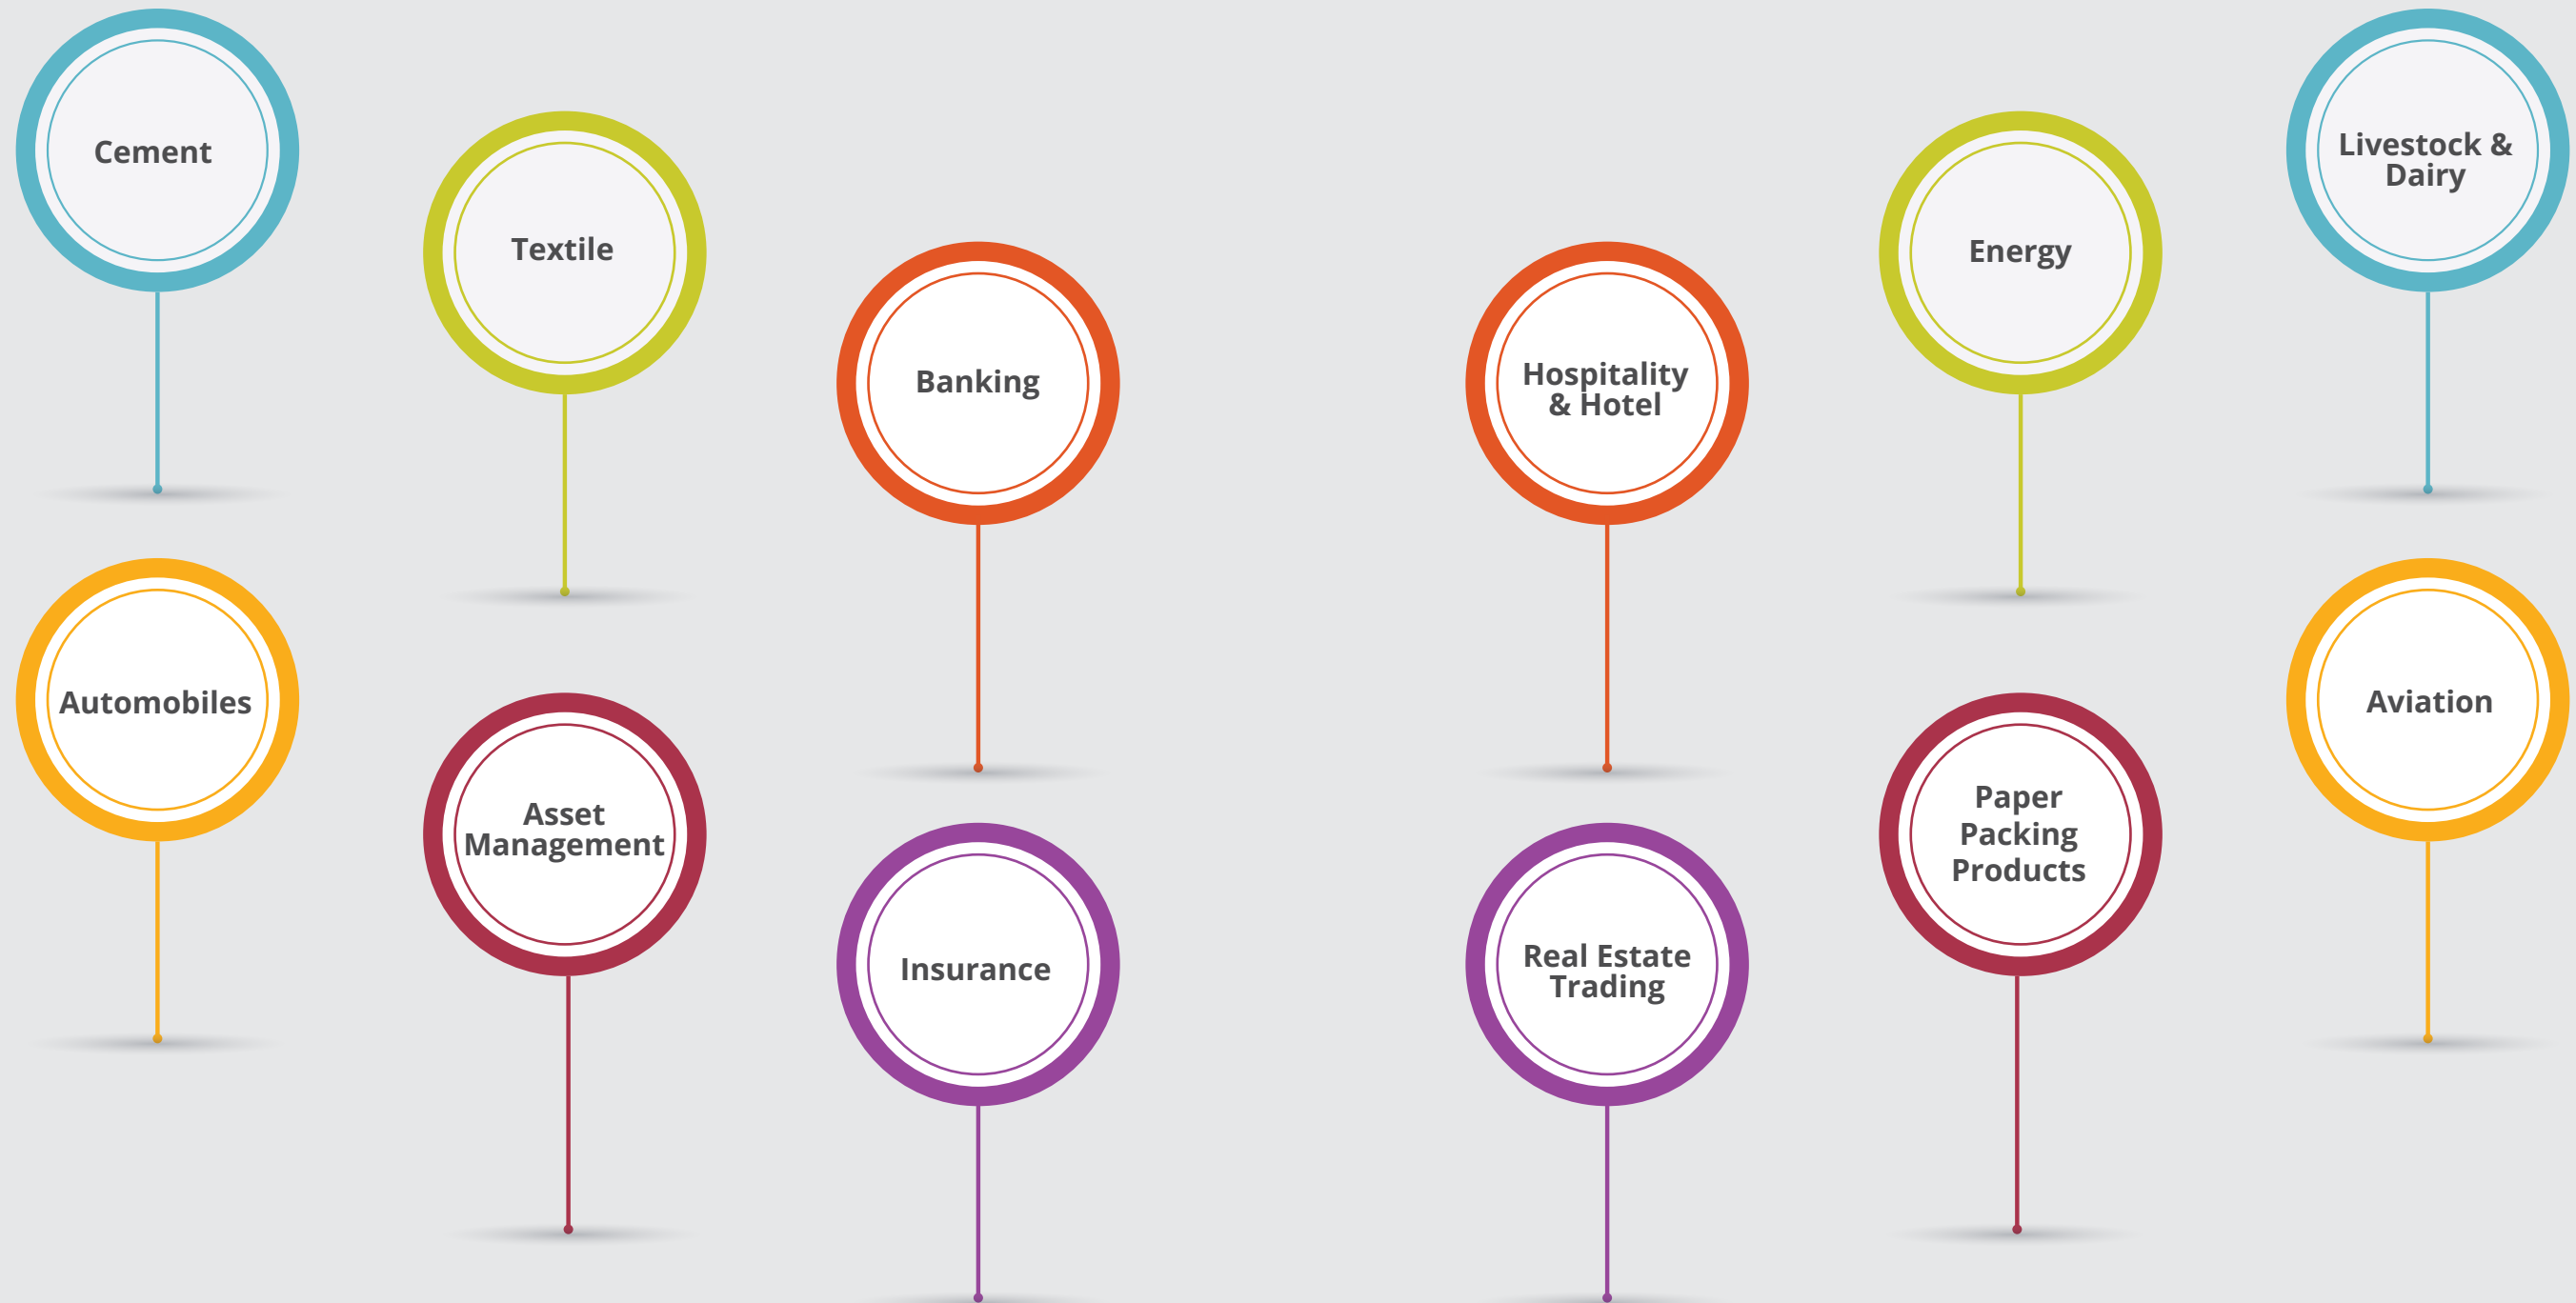 Cement
Textile
Banking
Hospitality
& Hotel
Energy
Livestock &
Dairy
Automobiles
Asset
Management
Insurance
Real Estate
Trading
Paper
Packing
Products
Aviation